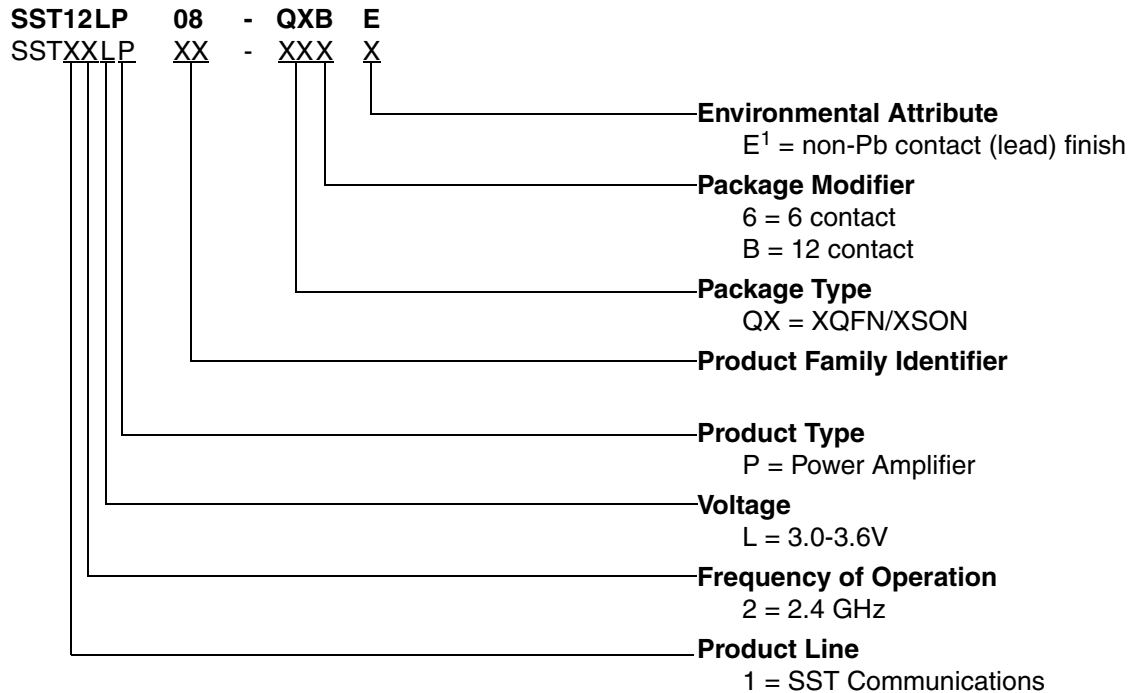 SST12LP 08 - QXB E
SSTXXLP XX - XXX X
Environmental Attribute
E1 = non-Pb contact (lead) finish
Package Modifier
6 = 6 contact
B = 12 contact
Package Type
QX = XQFN/XSON
Product Family Identifier
Product Type
P = Power Amplifier
Voltage
L = 3.0-3.6V
Frequency of Operation
2 = 2.4 GHz
Product Line
1 = SST Communications